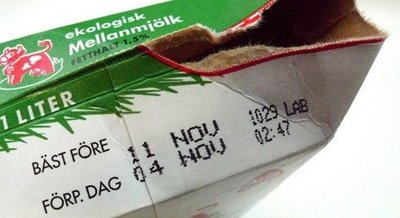 ekologisk
Mellanmjölk
FETTHALT 1,5%
1 LITER
BÄST FÖRE 11 NOV 1029 LAB
FÖRP. DAG 04 NOV 02:47